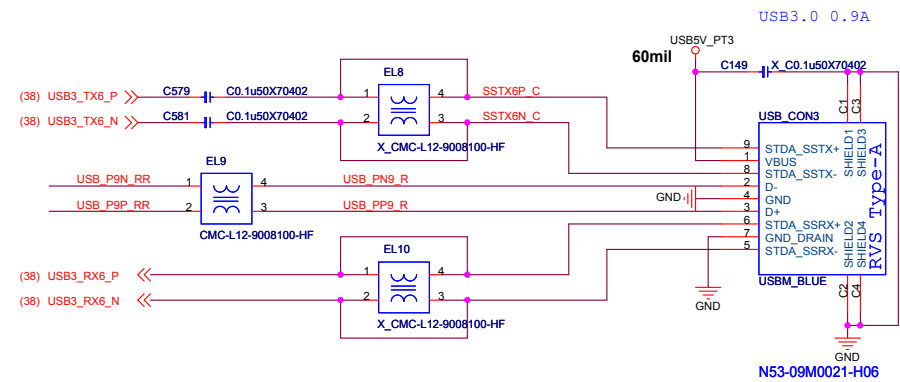 USB3.0 0.9A
USB5V_PT3
60mil
C149 X_C0.1u50X70402
EL8
(38) USB3_TX6_P C579 C0.1u50X70402 1 4 SSTX6P_C
(38) USB3_TX6_N C581 C0.1u50X70402 2 3 SSTX6N_C
X_CMC-L12-9008100-HF
EL9
USB_P9N_RR 1 4 USB_PN9_R
USB_P9P_RR 2 3 USB_PP9_R
CMC-L12-9008100-HF
EL10
(38) USB3_RX6_P 1 4
(38) USB3_RX6_N 2 3
X_CMC-L12-9008100-HF
GND
GND
C1
C3
USB_CON3
9 STDA_SSTX+
1 VBUS
8 STDA_SSTX-
2 D-
4 GND
3 D+
6 STDA_SSRX+
7 GND_DRAIN
5 STDA_SSRX-
SHIELD1
SHIELD3
SHIELD2
SHIELD4
RVS Type-A
USBM_BLUE
C2
C4
GND
N53-09M0021-H06